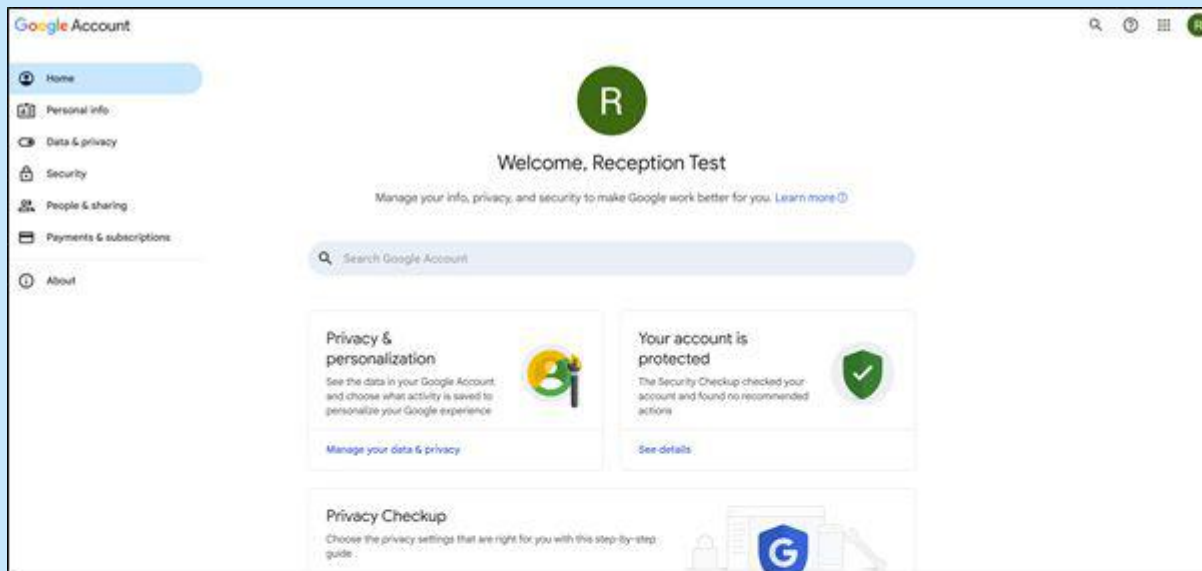 Google Account
Home
Personal info
Data & privacy
Security
People & sharing
Payments & subscriptions
About
R
R
Welcome, Reception Test
Manage your info, privacy, and security to make Google work better for you. Learn more
Search Google Account
Privacy &
personalization
See the data in your Google Account
and choose what activity is saved to
personalize your Google experience
Manage your data & privacy
Your account is
protected
The Security Checkup checked your
account and found no recommended
actions
See details
Privacy Checkup
Choose the privacy settings that are right for you with this step-by-step
guide
G